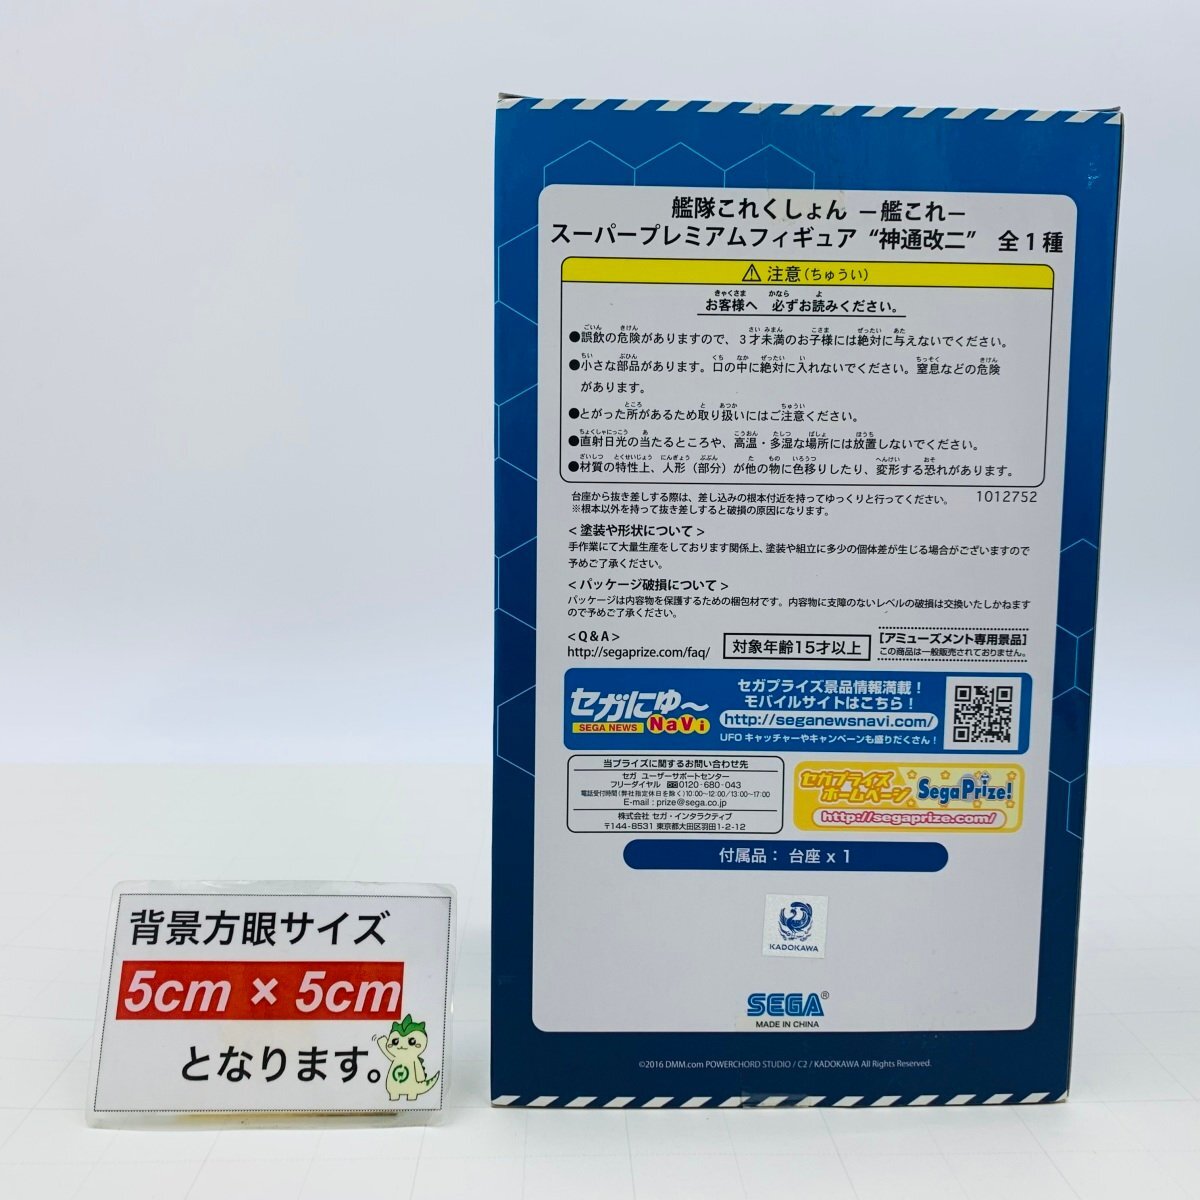 艦隊これくしょん －艦これ－
スーパープレミアムフィギュア “神通改二” 全1種
⚠ 注意(ちゅうい)
お客様へ 必ずお読みください。
●誤飲の危険がありますので、3才未満のお子様には絶対に与えないでください。
●小さな部品があります。口の中に絶対に入れないでください。窒息などの危険
があります。
●とがった所があるため取り扱いにはご注意ください。
●直射日光の当たるところや、高温・多湿な場所には放置しないでください。
●材質の特性上、人形（部分）が他の物に色移りしたり、変形する恐れがあります。
台座から抜き差しする際は、差し込みの根本付近を持ってゆっくりと行ってください。 1012752
※根本以外を持って抜き差しすると破損の原因になります。
<塗装や形状について>
手作業にて大量生産をしております関係上、塗装や組立に多少の個体差が生じる場合がございますので
予めご了承ください。
<パッケージ破損について>
パッケージは内容物を保護するための梱包材です。内容物に支障のないレベルの破損は交換いたしかねます
ので予めご了承ください。
<Q&A>
http://segaprize.com/faq/
対象年齢15才以上
[アミューズメント専用景品]
この商品は一般販売されておりません。
セガにゅ～
SEGA NEWS NaVi
セガプライズ景品情報満載！
モバイルサイトはこちら！
http://seganewsnavi.com/
UFOキャッチャーやキャンペーンも盛りだくさん！
当プライズに関するお問い合わせ先
セガ ユーザーサポートセンター
フリーダイヤル 0120-680-043
電話受付時間(弊社指定休日を除く)10:00～12:00/13:00～17:00
E-mail : prize@sega.co.jp
株式会社 セガ・インタラクティブ
〒144-8531 東京都大田区羽田1-2-12
セガプライズ
ホームページ
SegaPrize!
http://segaprize.com/
付属品： 台座 x 1
KADOKAWA
SEGA®
MADE IN CHINA
©2016 DMM.com POWERCHORD STUDIO / C2 / KADOKAWA All Rights Reserved.
背景方眼サイズ
5cm × 5cm
となります。